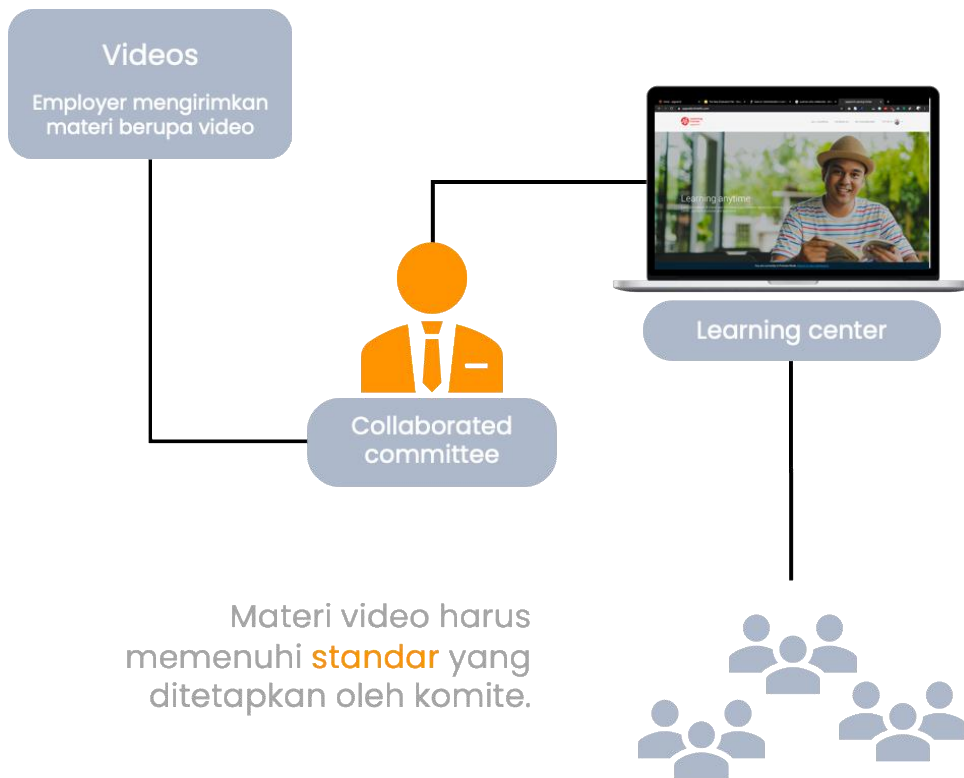 Videos
Employer mengirimkan
materi berupa video
Learning anytime
Learning center
Collaborated
committee
Materi video harus
memenuhi standar yang
ditetapkan oleh komite.